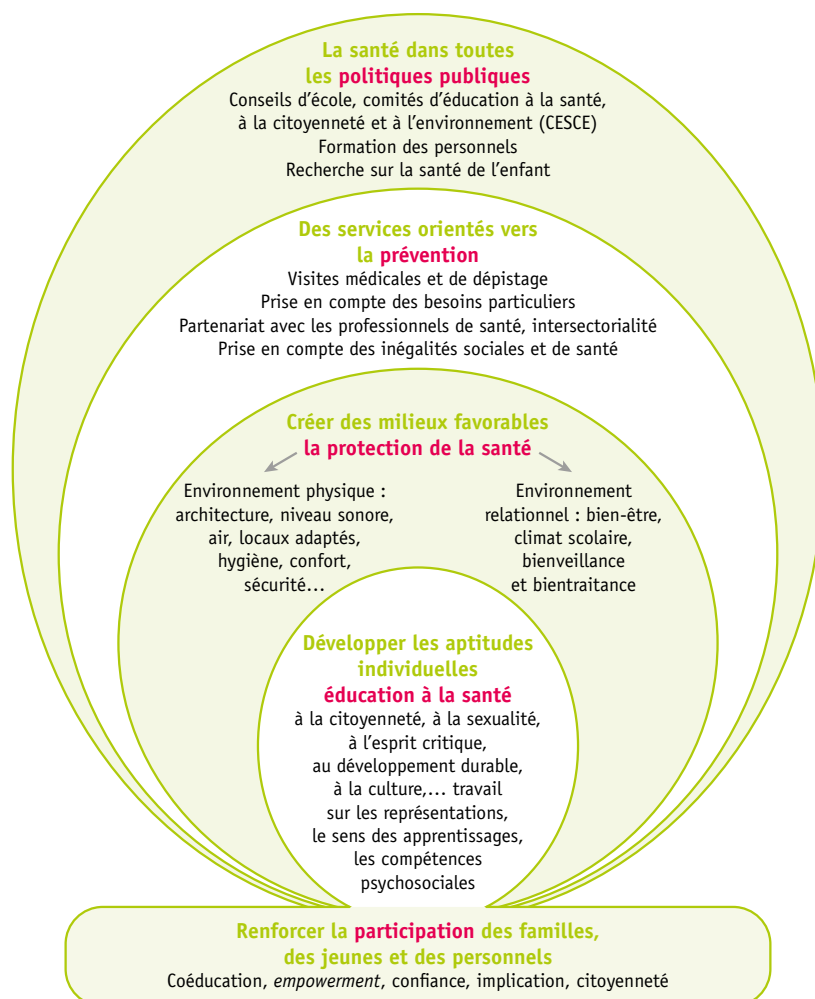 La santé dans toutes
les politiques publiques
Conseils d'école, comités d'éducation à la santé,
à la citoyenneté et à l'environnement (CESCE)
Formation des personnels
Recherche sur la santé de l'enfant
Des services orientés vers
la prévention
Visites médicales et de dépistage
Prise en compte des besoins particuliers
Partenariat avec les professionnels de santé, intersectorialité
Prise en compte des inégalités sociales et de santé
Créer des milieux favorables
la protection de la santé
Environnement physique :
architecture, niveau sonore,
air, locaux adaptés,
hygiène, confort,
sécurité…
Environnement
relationnel : bien-être,
climat scolaire,
bienveillance
et bientraitance
Développer les aptitudes
individuelles
éducation à la santé
à la citoyenneté, à la sexualité,
à l'esprit critique,
au développement durable,
à la culture,… travail
sur les représentations,
le sens des apprentissages,
les compétences
psychosociales
Renforcer la participation des familles,
des jeunes et des personnels
Coéducation, empowerment, confiance, implication, citoyenneté